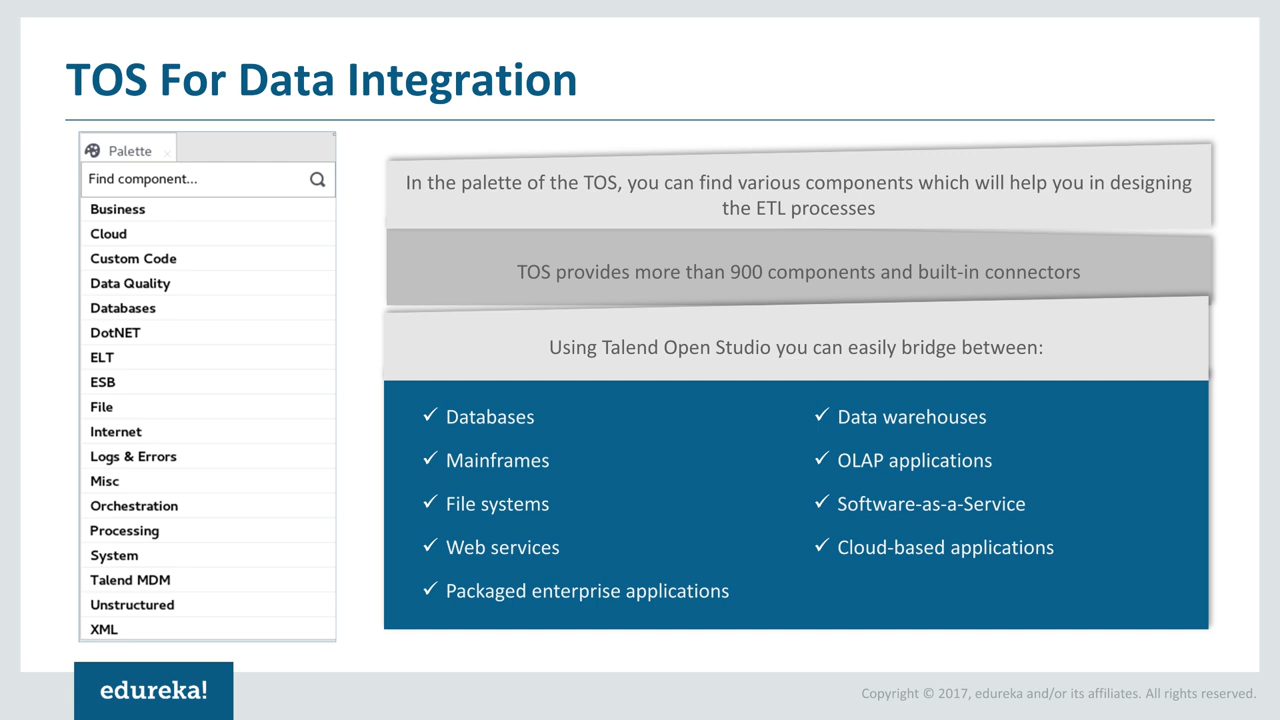 TOS For Data Integration
Palette
Find component...
Business
Cloud
Custom Code
Data Quality
Databases
DotNET
ELT
ESB
File
Internet
Logs & Errors
Misc
Orchestration
Processing
System
Talend MDM
Unstructured
XML
In the palette of the TOS, you can find various components which will help you in designing
the ETL processes
TOS provides more than 900 components and built-in connectors
Using Talend Open Studio you can easily bridge between:
✓ Databases
✓ Mainframes
✓ File systems
✓ Web services
✓ Packaged enterprise applications
✓ Data warehouses
✓ OLAP applications
✓ Software-as-a-Service
✓ Cloud-based applications
edureka!
Copyright © 2017, edureka and/or its affiliates. All rights reserved.